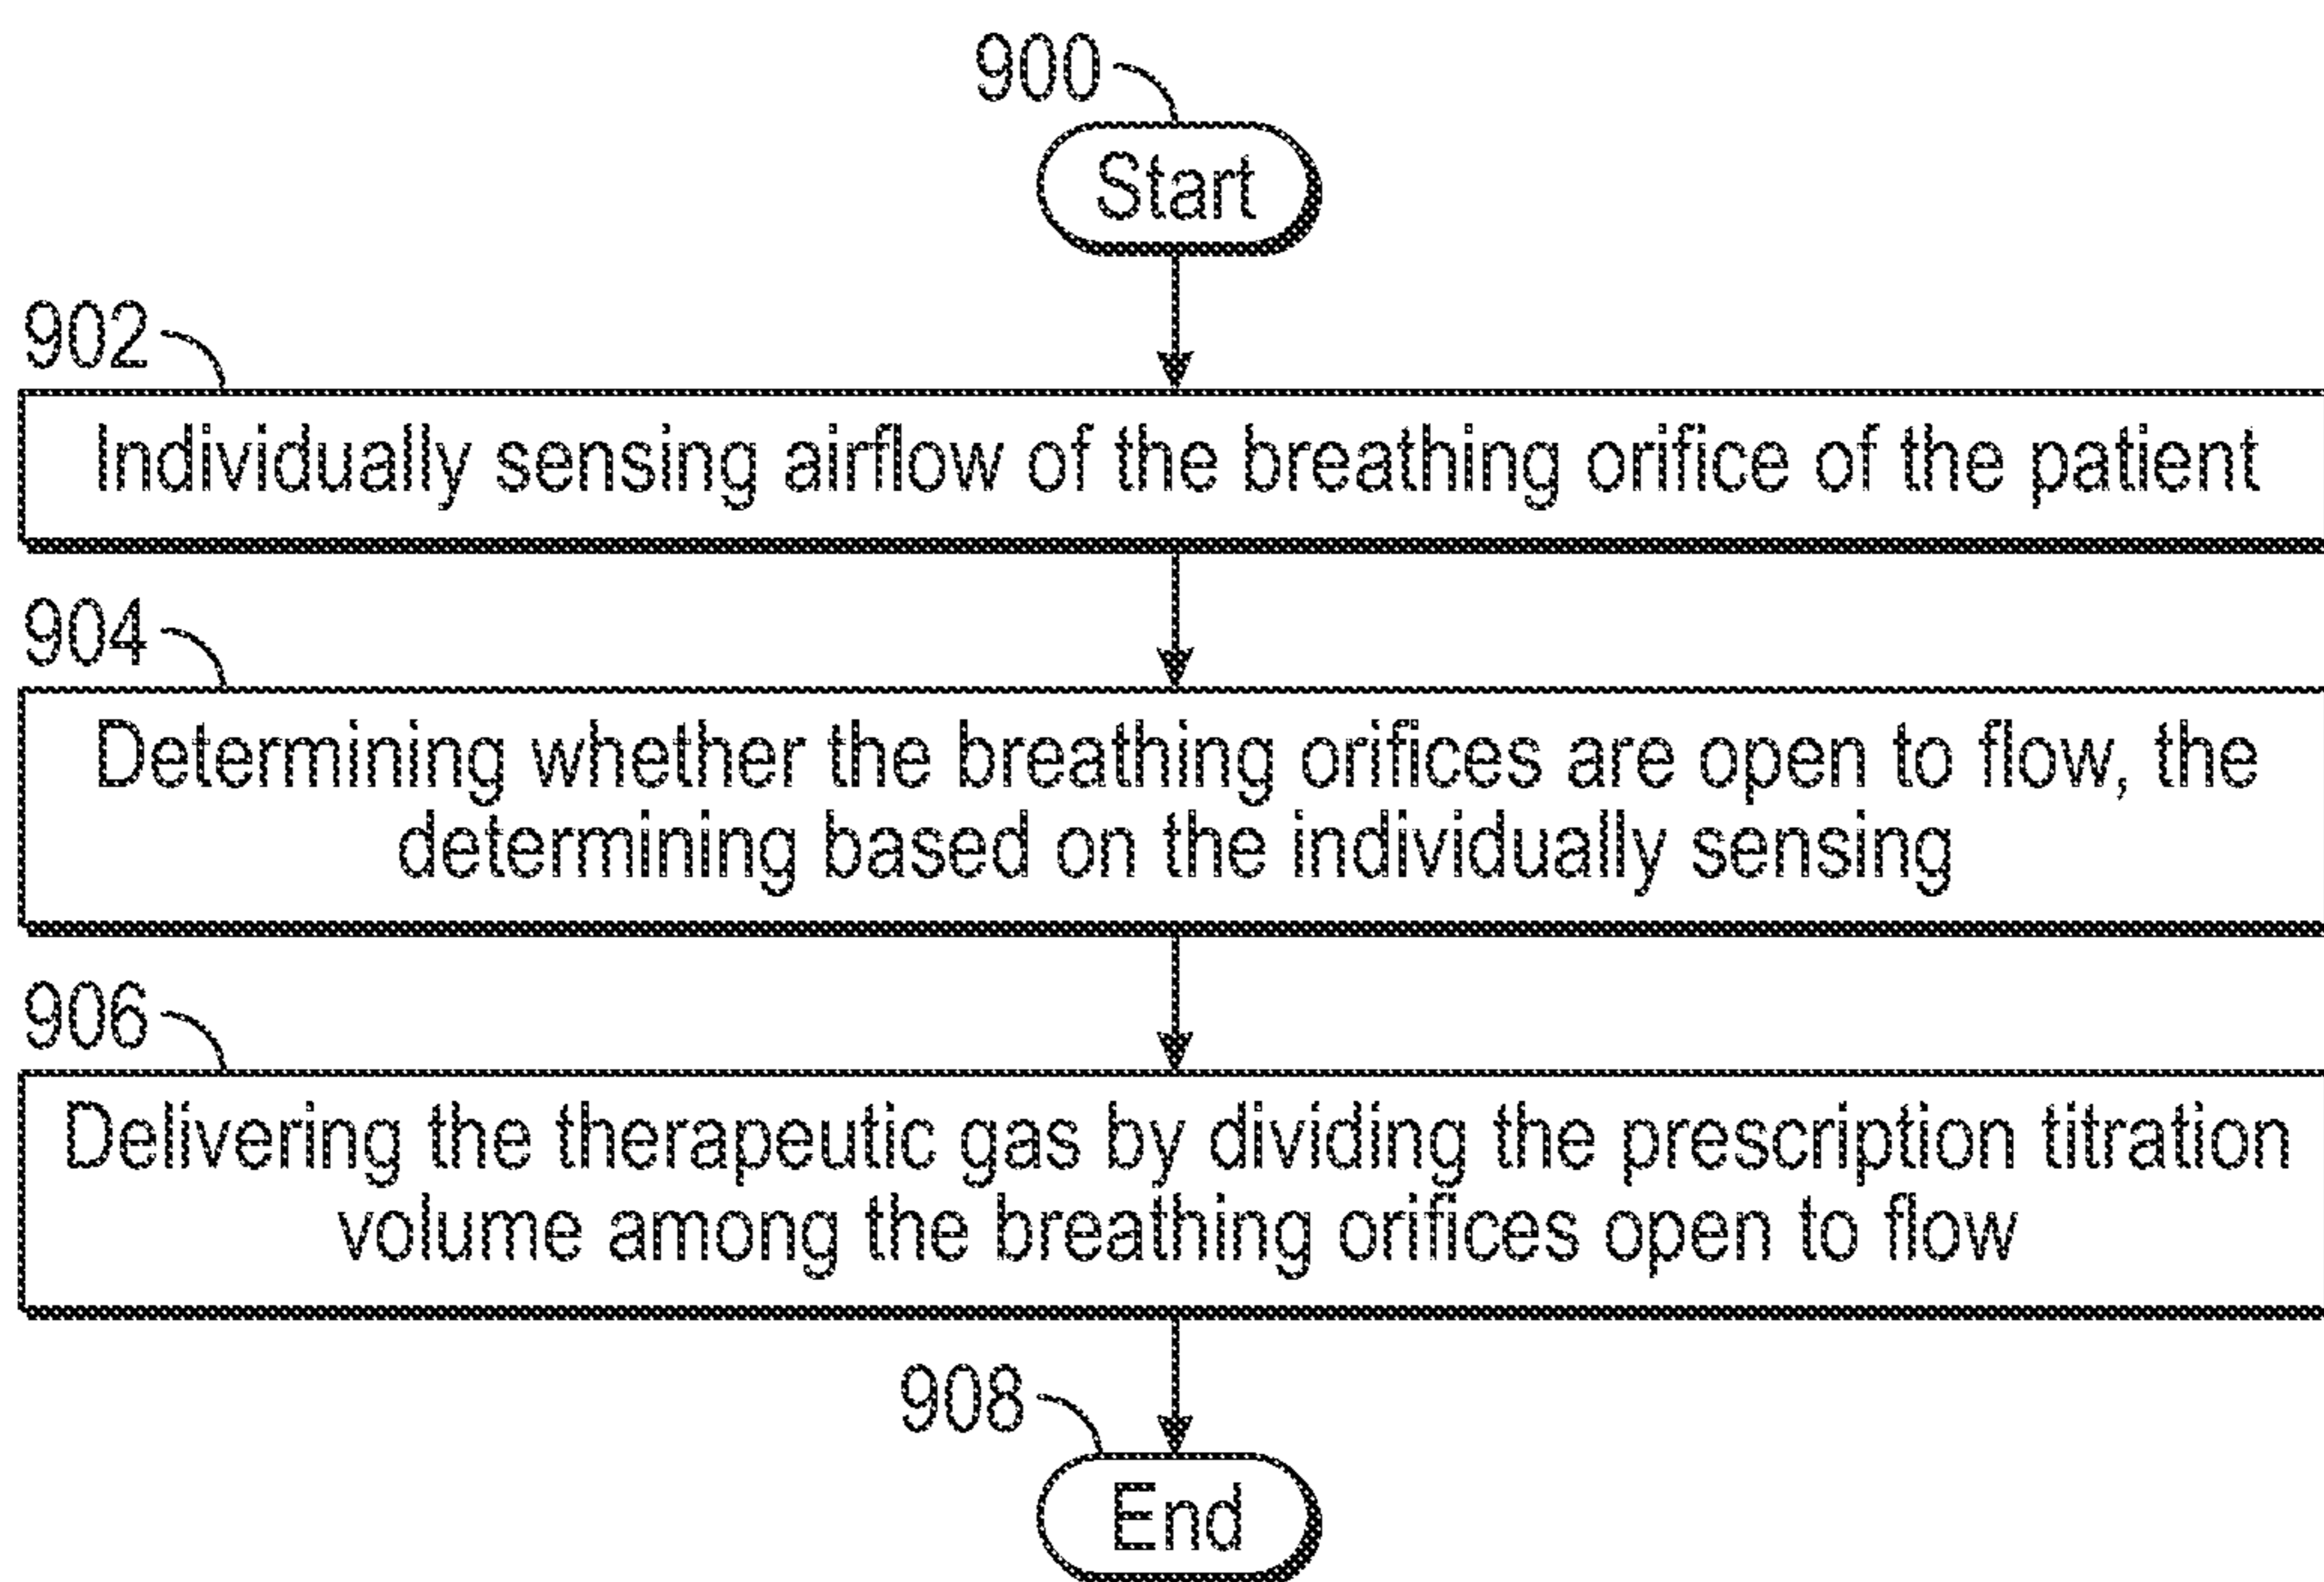 900
Start
902
Individually sensing airflow of the breathing orifice of the patient
904
Determining whether the breathing orifices are open to flow, the
determining based on the individually sensing
906
Delivering the therapeutic gas by dividing the prescription titration
volume among the breathing orifices open to flow
908
End